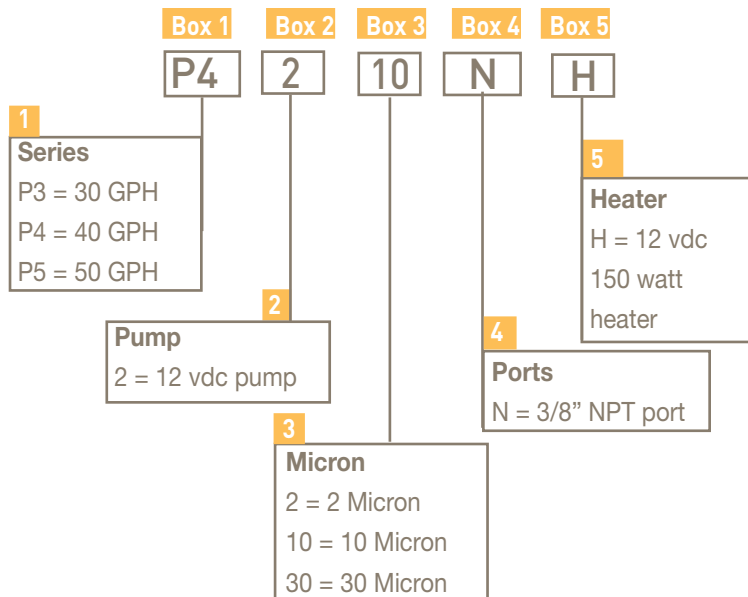 Box 1 Box 2 Box 3 Box 4 Box 5
P4 2 10 N H
1
Series
P3 = 30 GPH
P4 = 40 GPH
P5 = 50 GPH
2
Pump
2 = 12 vdc pump
3
Micron
2 = 2 Micron
10 = 10 Micron
30 = 30 Micron
4
Ports
N = 3/8” NPT port
5
Heater
H = 12 vdc
150 watt
heater